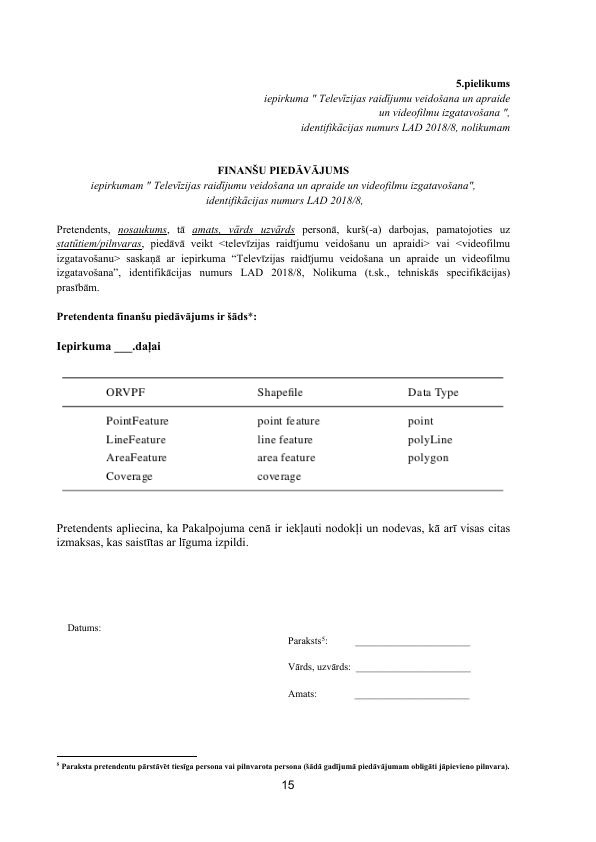 5.pielikums
iepirkuma " Televīzijas raidījumu veidošana un apraide
un videofilmu izgatavošana ",
identifikācijas numurs LAD 2018/8, nolikumam
FINANŠU PIEDĀVĀJUMS
iepirkumam " Televīzijas raidījumu veidošana un apraide un videofilmu izgatavošana",
identifikācijas numurs LAD 2018/8,
Pretendents, nosaukums, tā amats, vārds uzvārds personā, kurš(-a) darbojas, pamatojoties uz
statūtiem/pilnvaras, piedāvā veikt <televīzijas raidījumu veidošanu un apraidi> vai <videofilmu
izgatavošanu> saskaņā ar iepirkuma “Televīzijas raidījumu veidošana un apraide un videofilmu
izgatavošana”, identifikācijas numurs LAD 2018/8, Nolikuma (t.sk., tehniskās specifikācijas)
prasībām.
Pretendenta finanšu piedāvājums ir šāds*:
Iepirkuma ___.daļai
ORVPF Shapefile Data Type
PointFeature point feature point
LineFeature line feature polyLine
AreaFeature area feature polygon
Coverage coverage
Pretendents apliecina, ka Pakalpojuma cenā ir iekļauti nodokļi un nodevas, kā arī visas citas
izmaksas, kas saistītas ar līguma izpildi.
Datums:
Paraksts⁵: ______________________
Vārds, uzvārds: ______________________
Amats: ______________________
⁵ Paraksta pretendentu pārstāvēt tiesīga persona vai pilnvarota persona (šādā gadījumā piedāvājumam obligāti jāpievieno pilnvara).
15